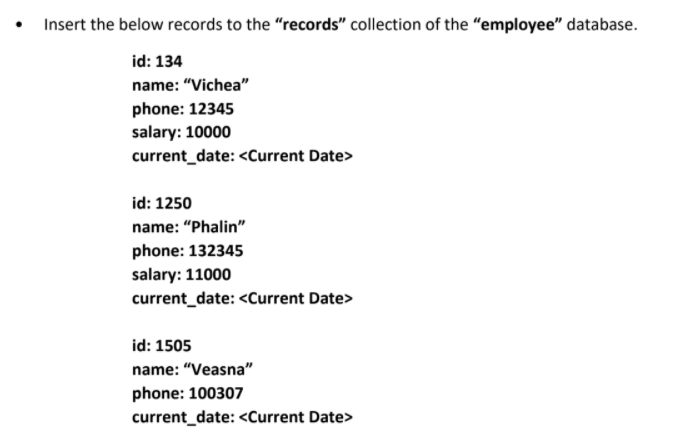 • Insert the below records to the “records” collection of the “employee” database.
id: 134
name: “Vichea”
phone: 12345
salary: 10000
current_date: <Current Date>
id: 1250
name: “Phalin”
phone: 132345
salary: 11000
current_date: <Current Date>
id: 1505
name: “Veasna”
phone: 100307
current_date: <Current Date>